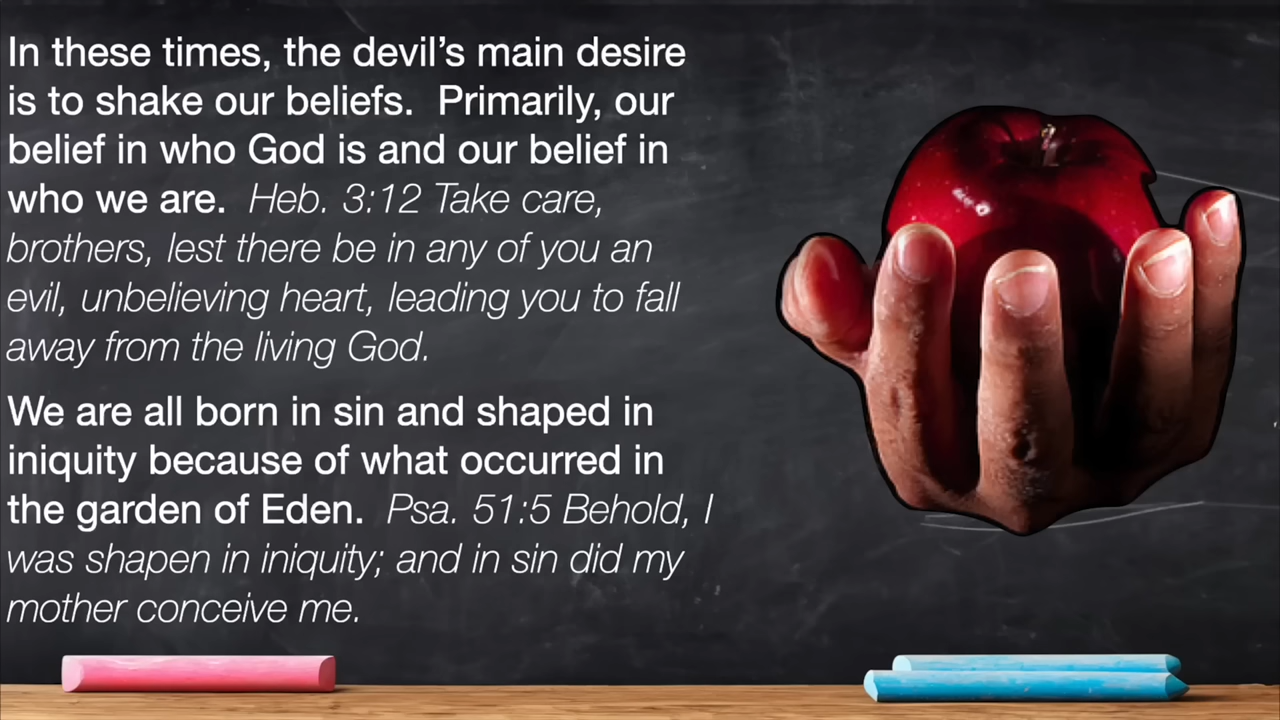 In these times, the devil’s main desire
is to shake our beliefs.  Primarily, our
belief in who God is and our belief in
who we are.  Heb. 3:12 Take care,
brothers, lest there be in any of you an
evil, unbelieving heart, leading you to fall
away from the living God.
We are all born in sin and shaped in
iniquity because of what occurred in
the garden of Eden.  Psa. 51:5 Behold, I
was shapen in iniquity; and in sin did my
mother conceive me.